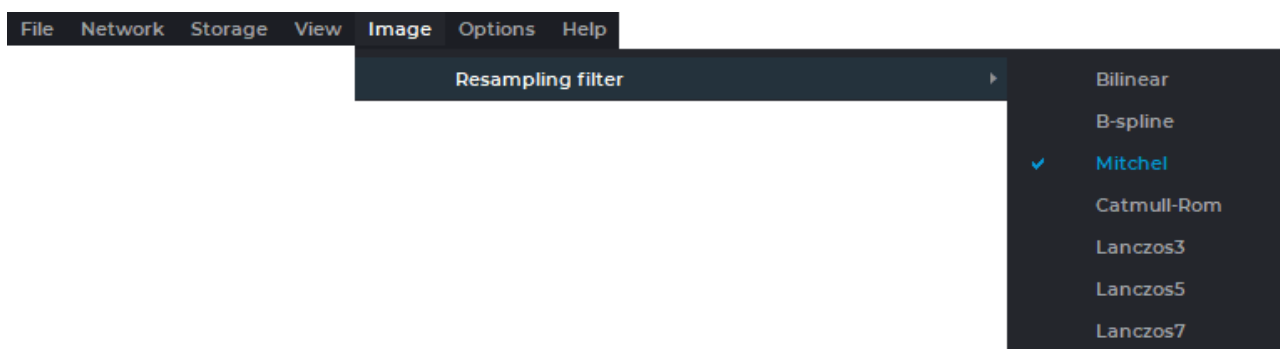 File Network Storage View Image Options Help
Resampling filter
Bilinear
B-spline
Mitchel
Catmull-Rom
Lanczos3
Lanczos5
Lanczos7